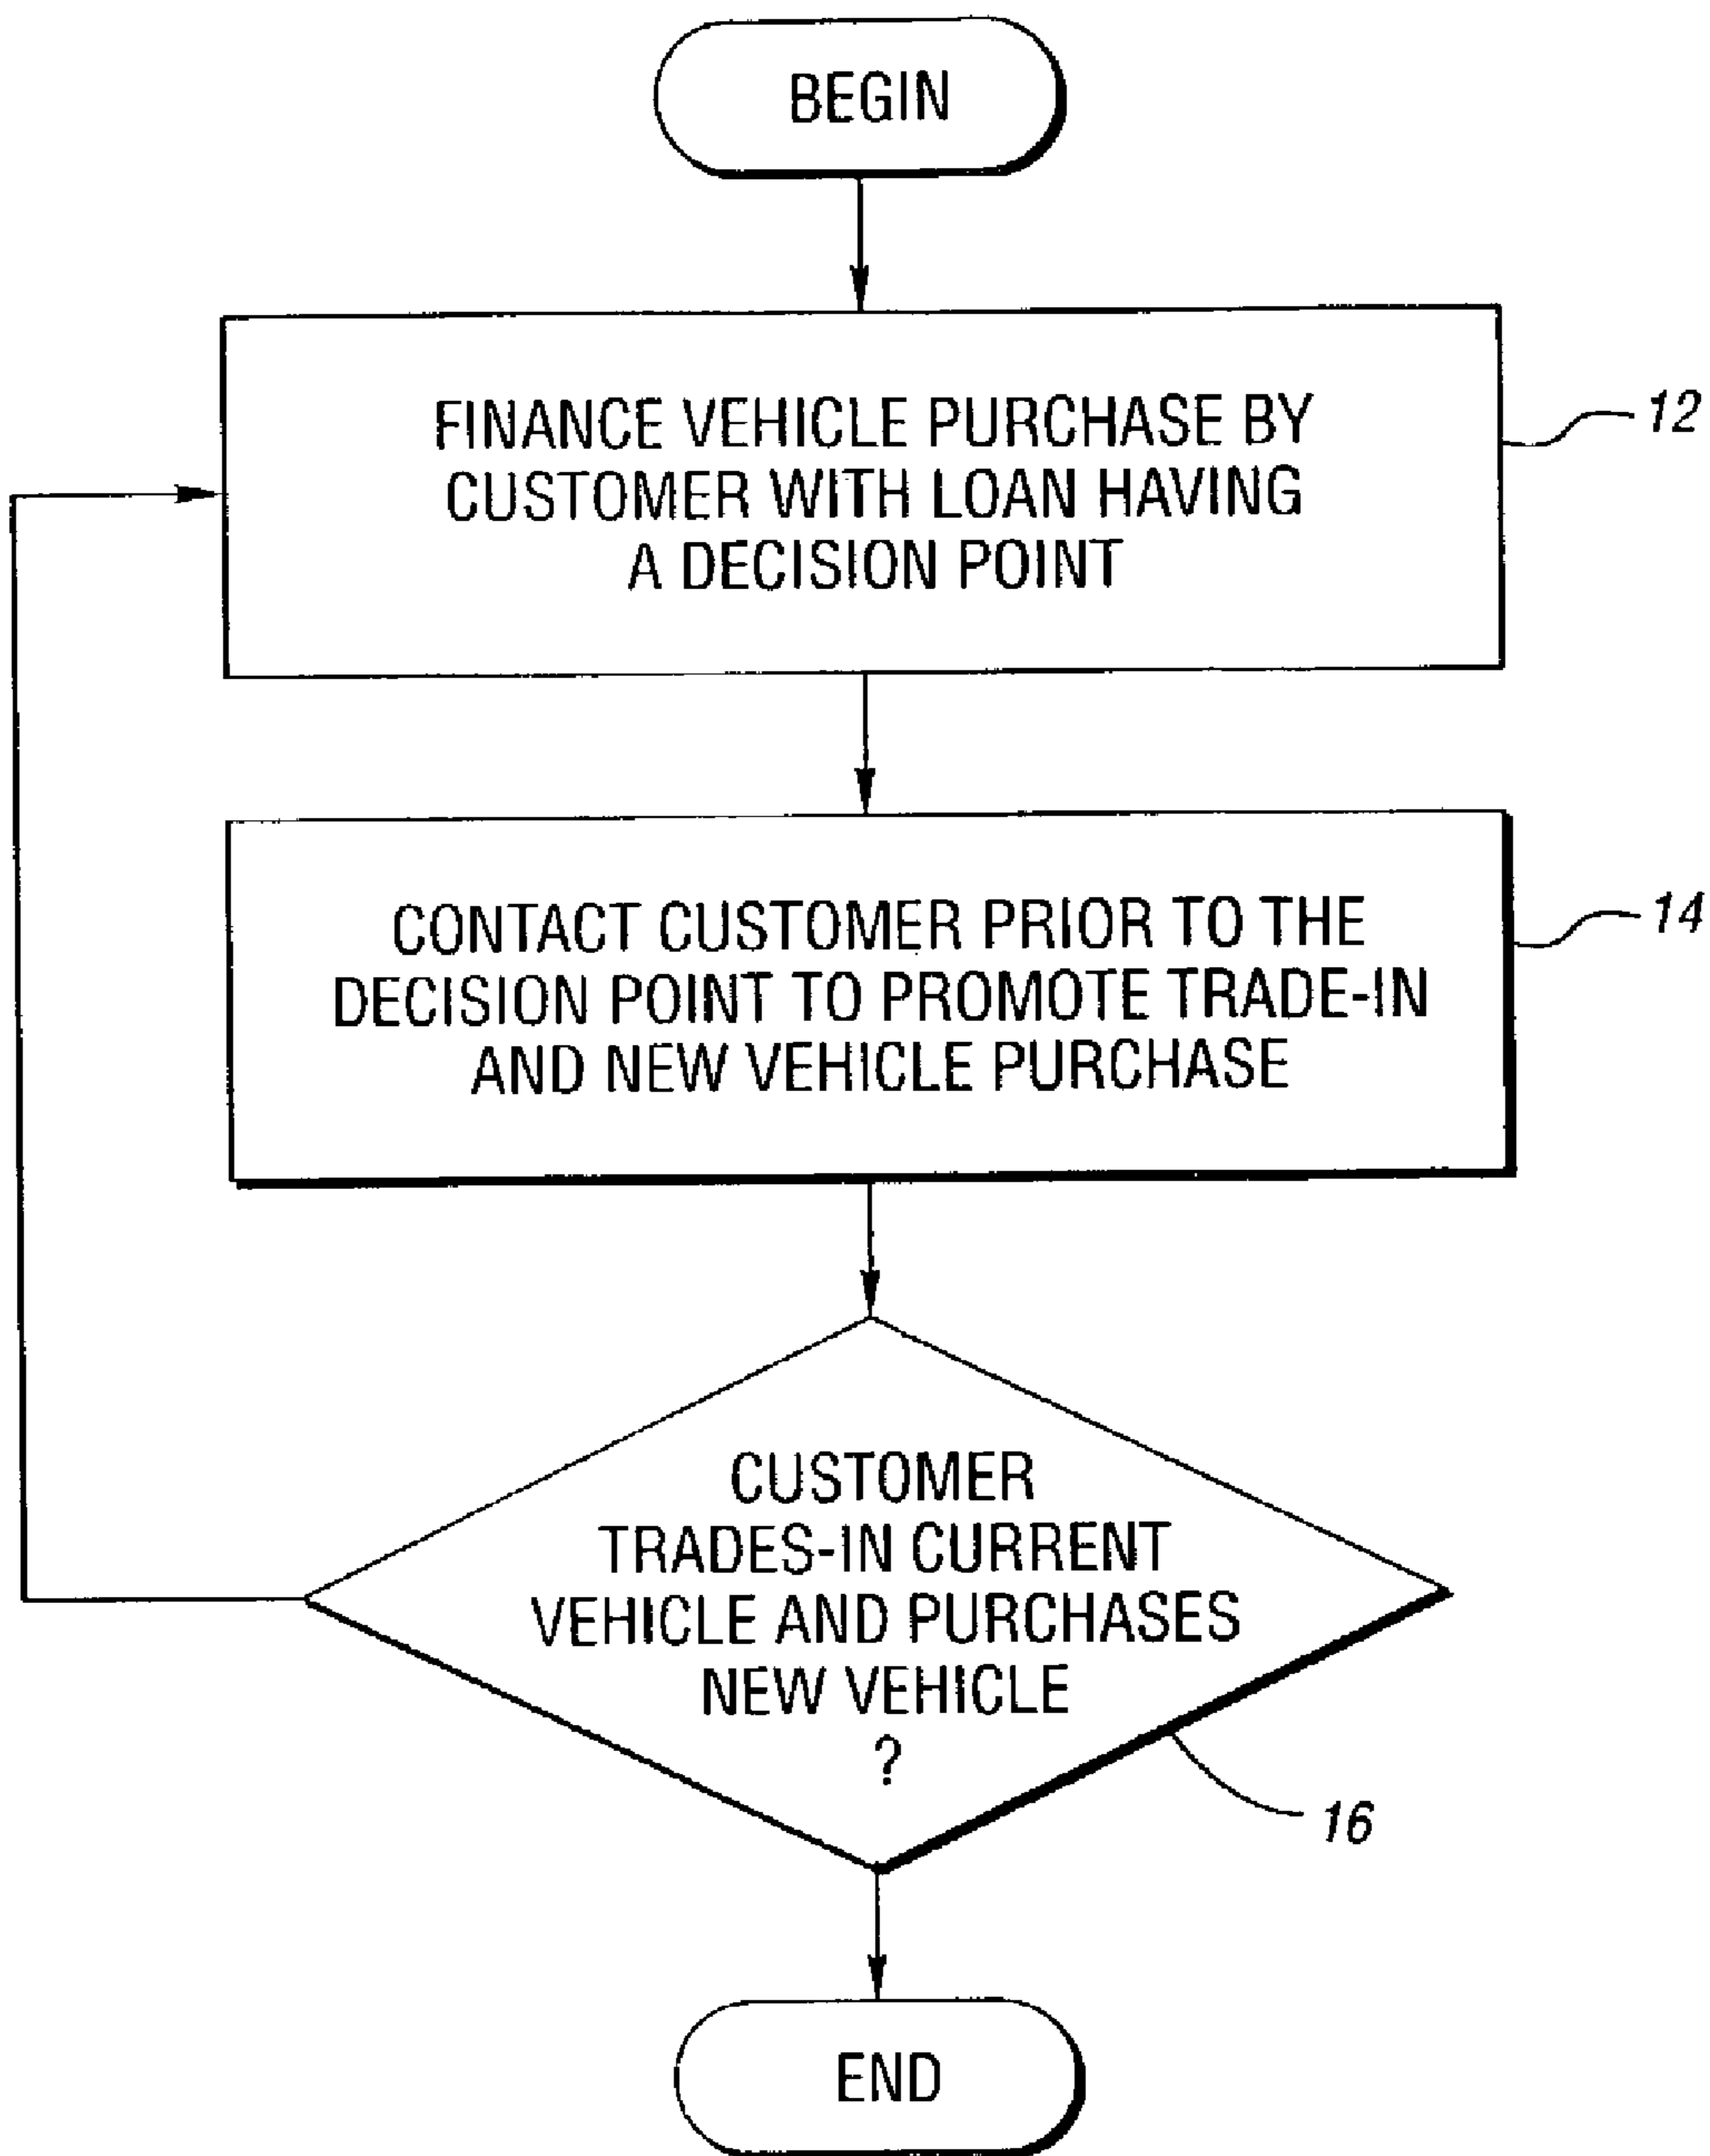 BEGIN
FINANCE VEHICLE PURCHASE BY
CUSTOMER WITH LOAN HAVING
A DECISION POINT
12
CONTACT CUSTOMER PRIOR TO THE
DECISION POINT TO PROMOTE TRADE-IN
AND NEW VEHICLE PURCHASE
14
CUSTOMER
TRADES-IN CURRENT
VEHICLE AND PURCHASES
NEW VEHICLE
?
16
END